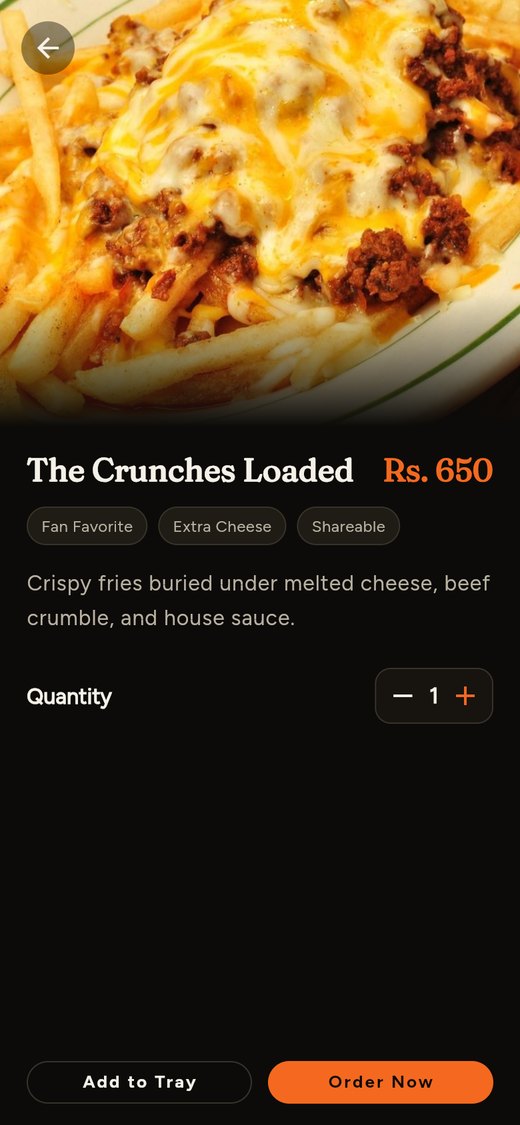 The Crunches Loaded Rs. 650
Fan Favorite Extra Cheese Shareable
Crispy fries buried under melted cheese, beef
crumble, and house sauce.
Quantity 1
Add to Tray Order Now